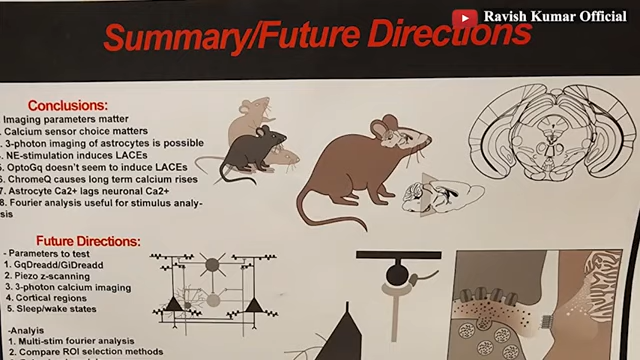 Ravish Kumar Official
Summary/Future Directions
Conclusions:
Imaging parameters matter
Calcium sensor choice matters
3-photon imaging of astrocytes is possible
NE-stimulation induces LACEs
5. OptoGq doesn't seem to induce LACEs
6. ChromeQ causes long term calcium rises
7. Astrocyte Ca2+ lags neuronal Ca2+
8. Fourier analysis useful for stimulus analy-
sis
Future Directions:
- Parameters to test
1. GqDreadd/GiDreadd
2. Piezo z-scanning
3. 3-photon calcium imaging
4. Cortical regions
5. Sleep/wake states
-Analysis
1. Multi-stim fourier analysis
2. Compare ROI selection methods